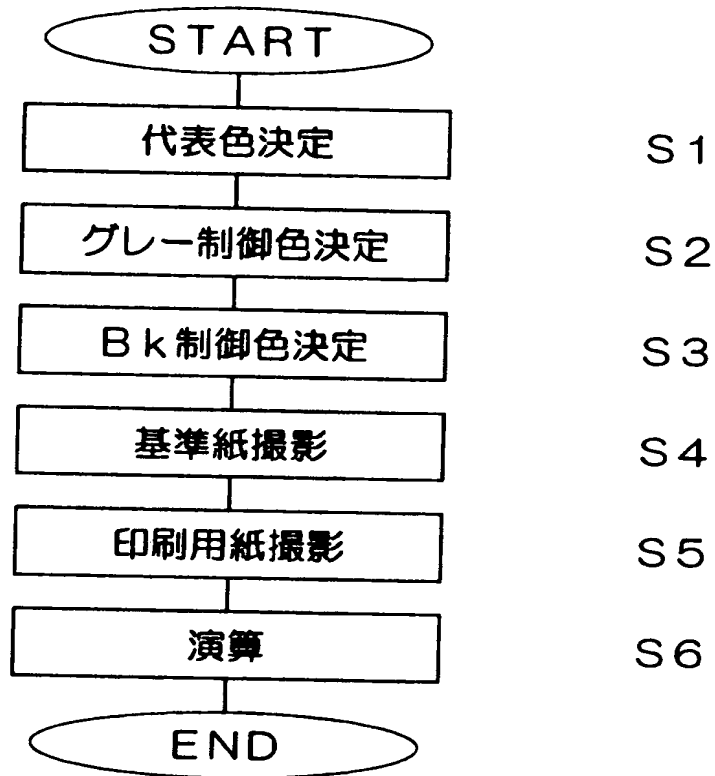 START
代表色決定 S1
グレー制御色決定 S2
Bk制御色決定 S3
基準紙撮影 S4
印刷用紙撮影 S5
演算 S6
END